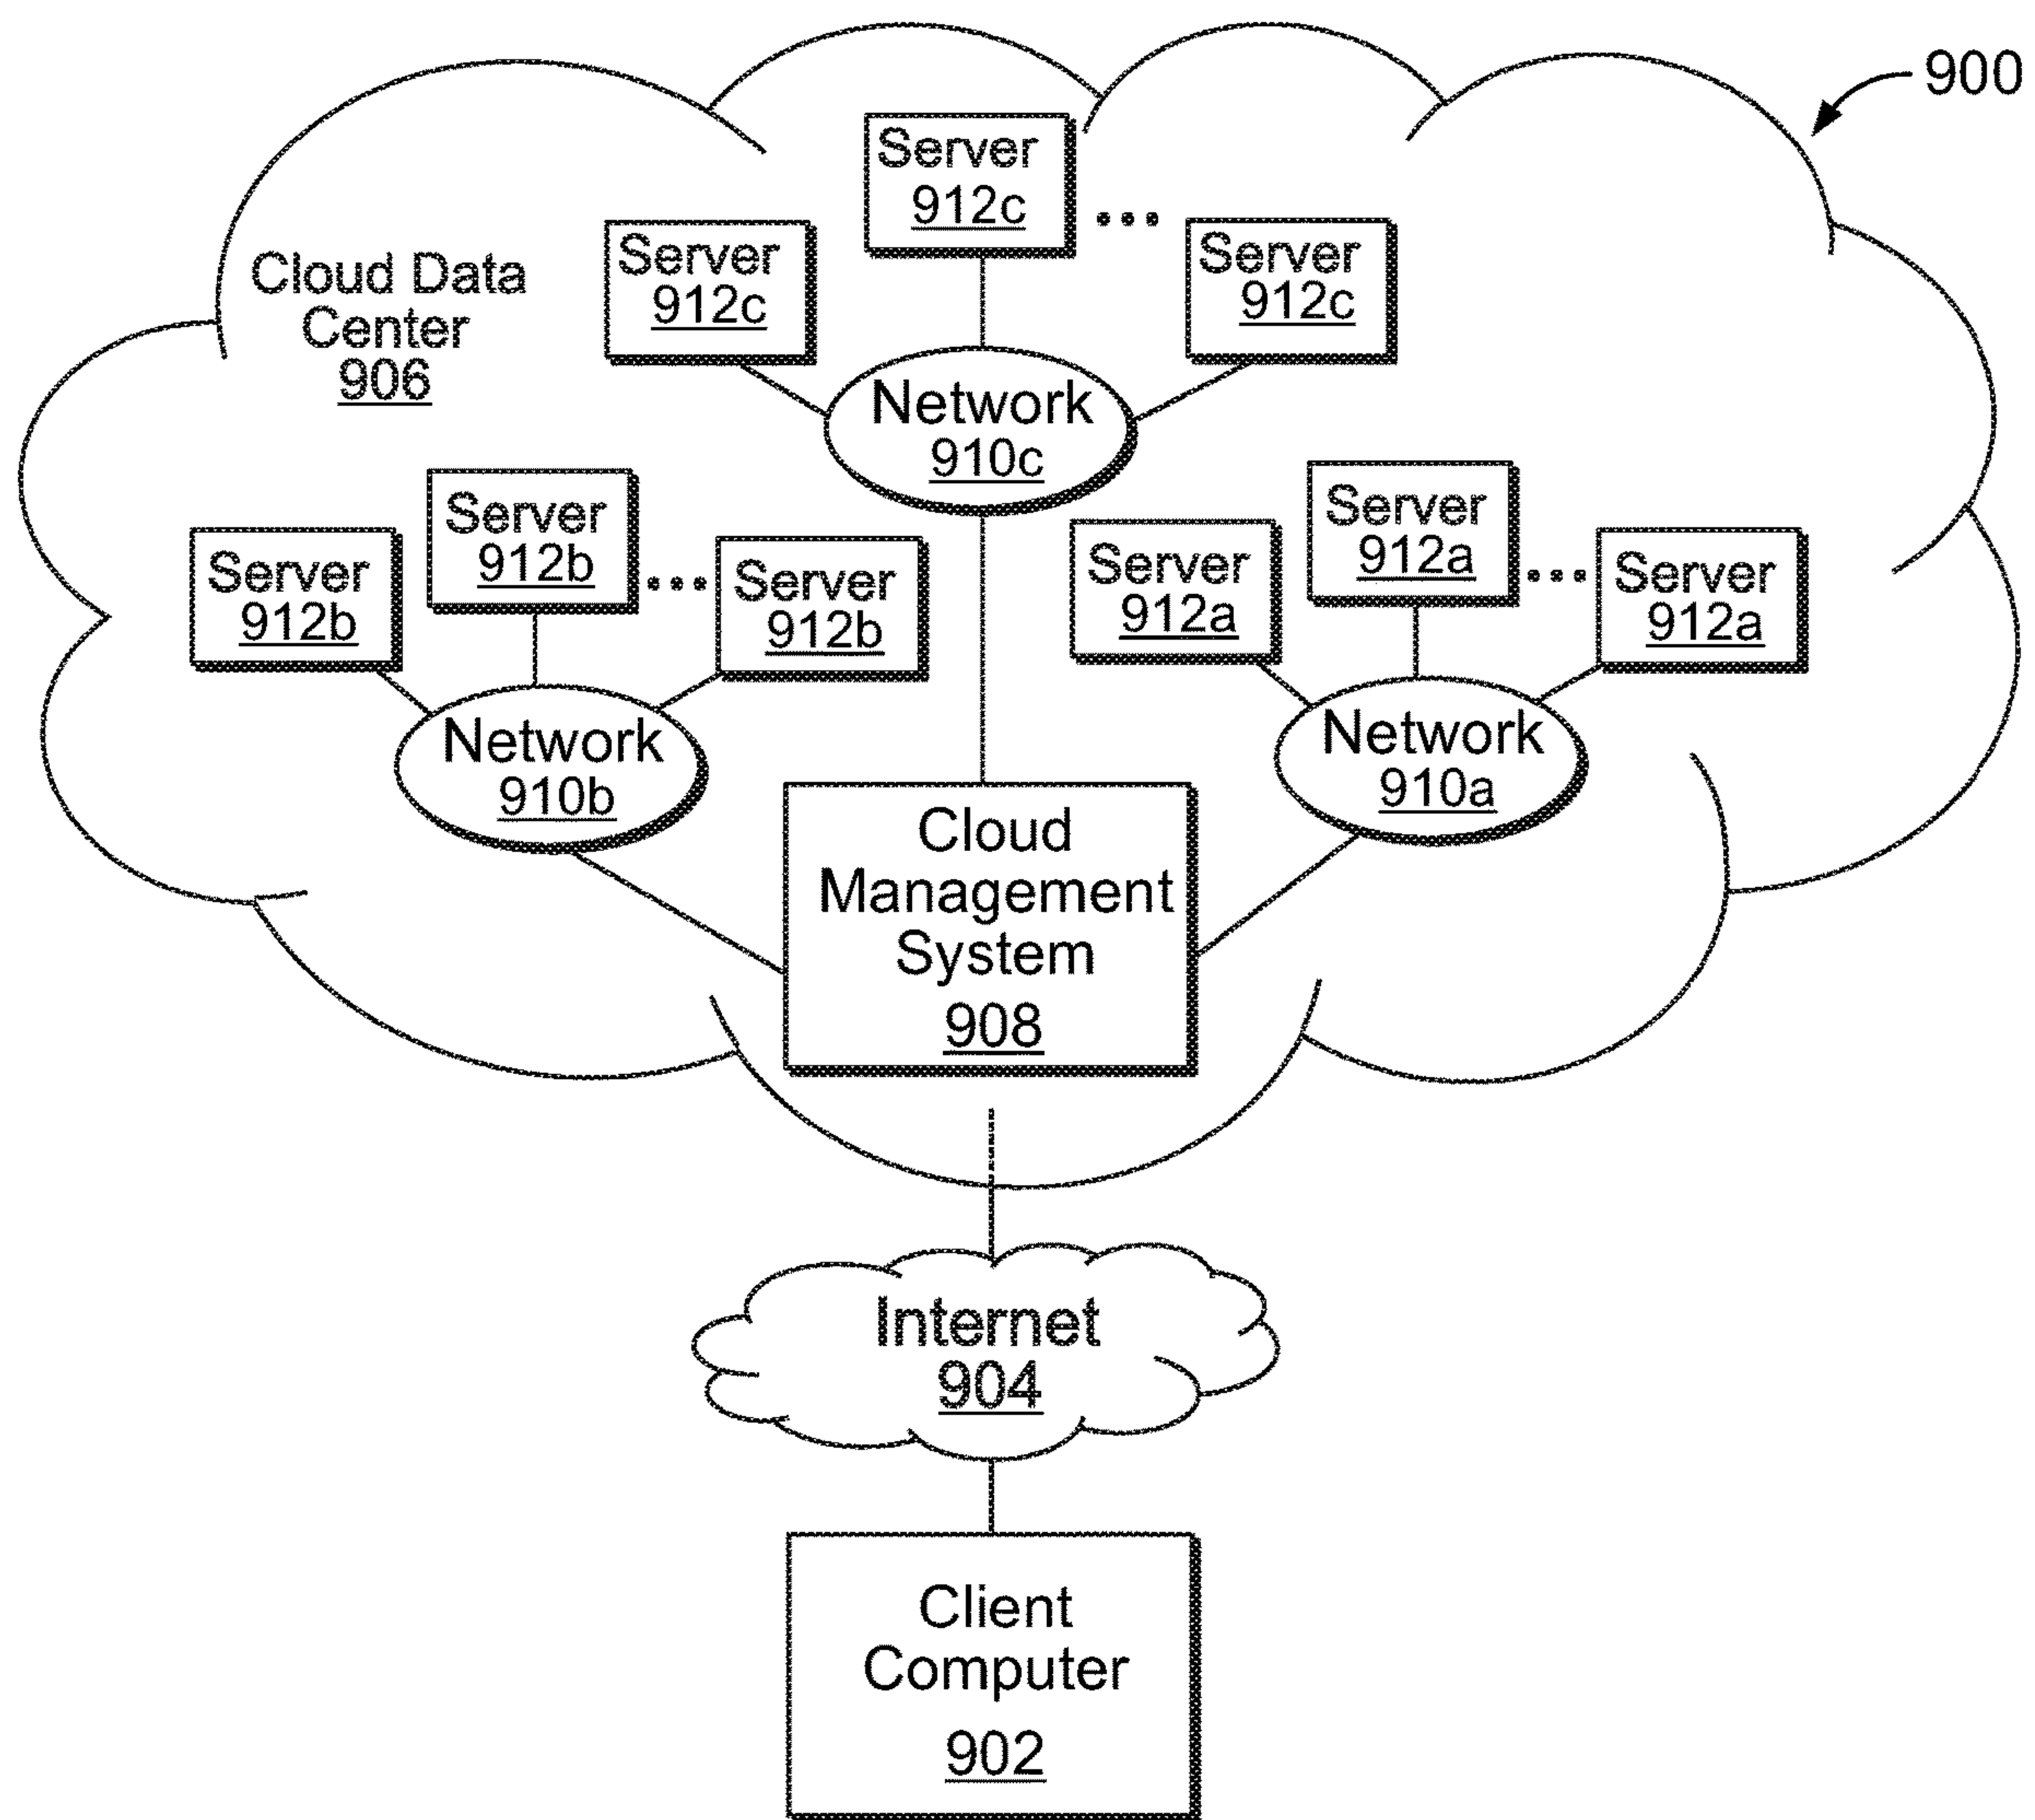 900
Server
912c
...
Server
912c
Server
912c
Cloud Data
Center
906
Network
910c
Server
912b
Server
912b
...
Server
912b
Server
912a
Server
912a
...
Server
912a
Network
910b
Network
910a
Cloud
Management
System
908
Internet
904
Client
Computer
902